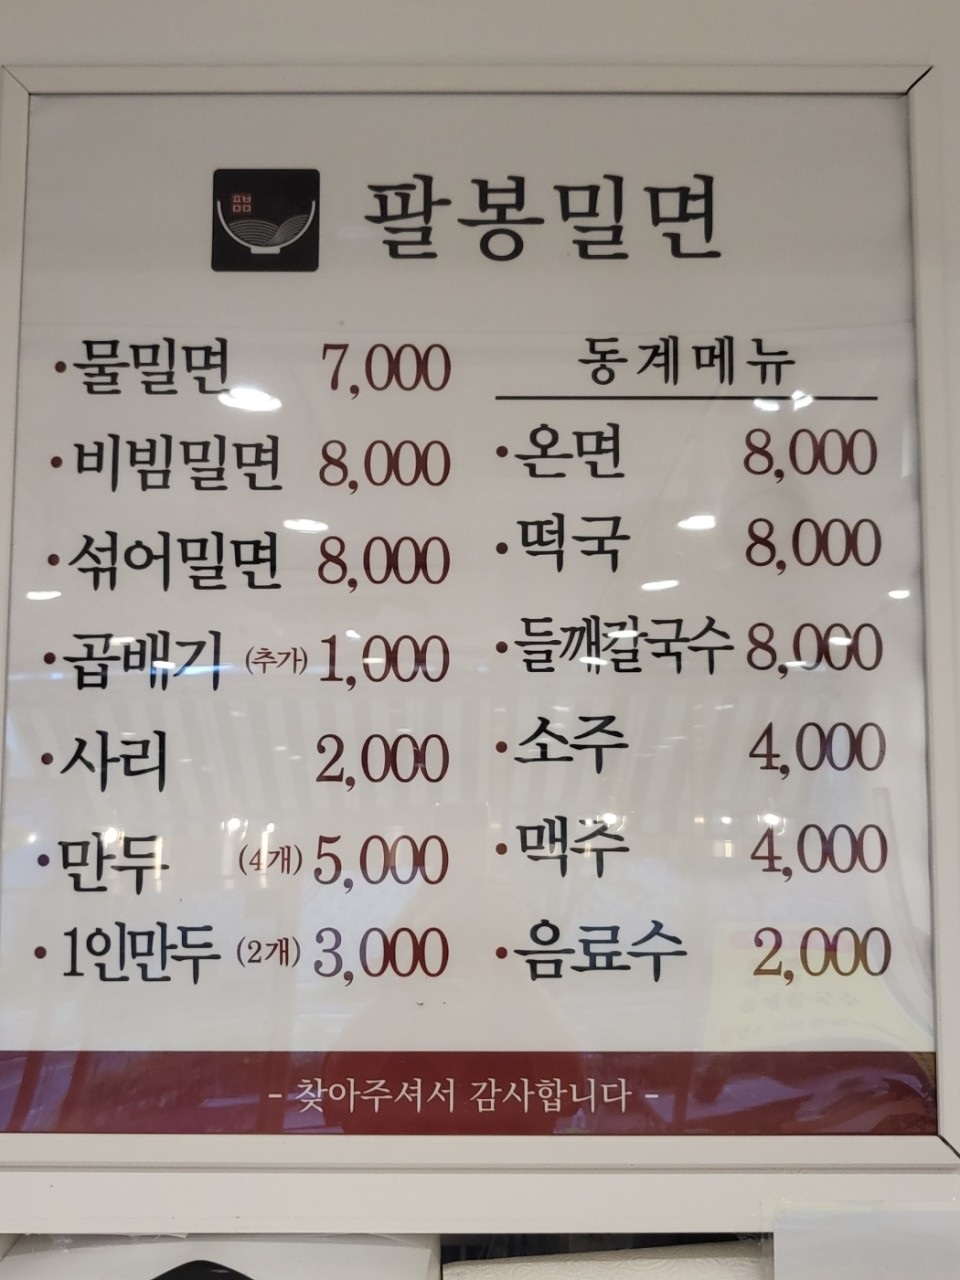 팔봉밀면
·물밀면 7,000
·비빔밀면 8,000
·섞어밀면 8,000
·곱배기 (추가) 1,000
·사리 2,000
·만두 (4개) 5,000
·1인만두 (2개) 3,000
동계메뉴
·온면 8,000
·떡국 8,000
·들깨칼국수 8,000
·소주 4,000
·맥주 4,000
·음료수 2,000
- 찾아주셔서 감사합니다 -